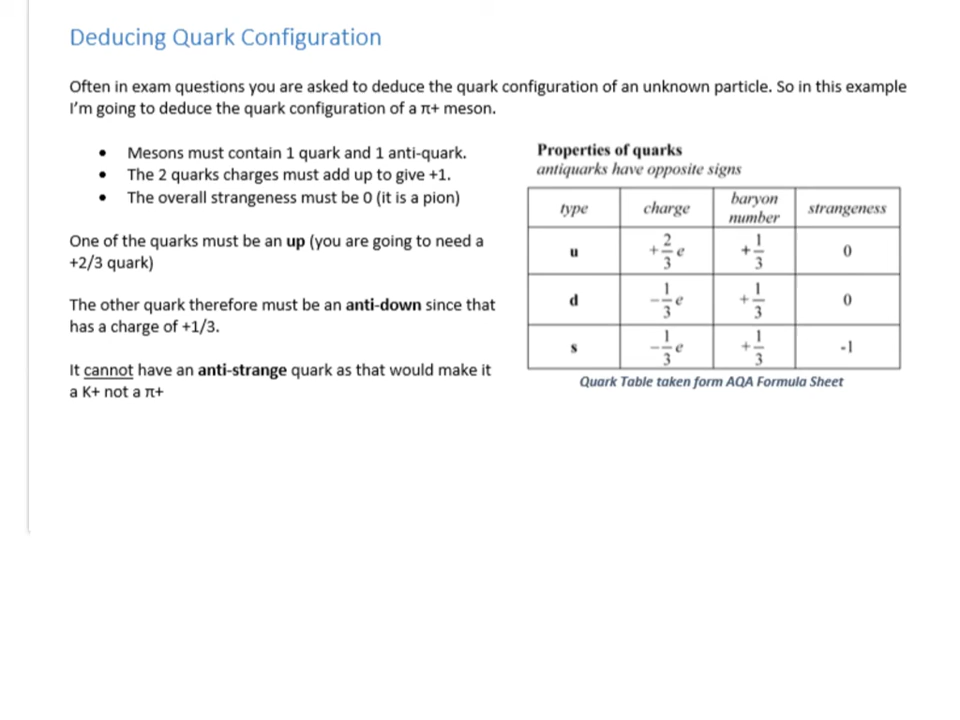 Deducing Quark Configuration
Often in exam questions you are asked to deduce the quark configuration of an unknown particle. So in this example
I'm going to deduce the quark configuration of a π+ meson.
• Mesons must contain 1 quark and 1 anti-quark.
• The 2 quarks charges must add up to give +1.
• The overall strangeness must be 0 (it is a pion)
One of the quarks must be an up (you are going to need a
+2/3 quark)
The other quark therefore must be an anti-down since that
has a charge of +1/3.
It cannot have an anti-strange quark as that would make it
a K+ not a π+
Properties of quarks
antiquarks have opposite signs
type charge baryon number strangeness
u +2/3 e +1/3 0
d -1/3 e +1/3 0
s -1/3 e +1/3 -1
Quark Table taken form AQA Formula Sheet